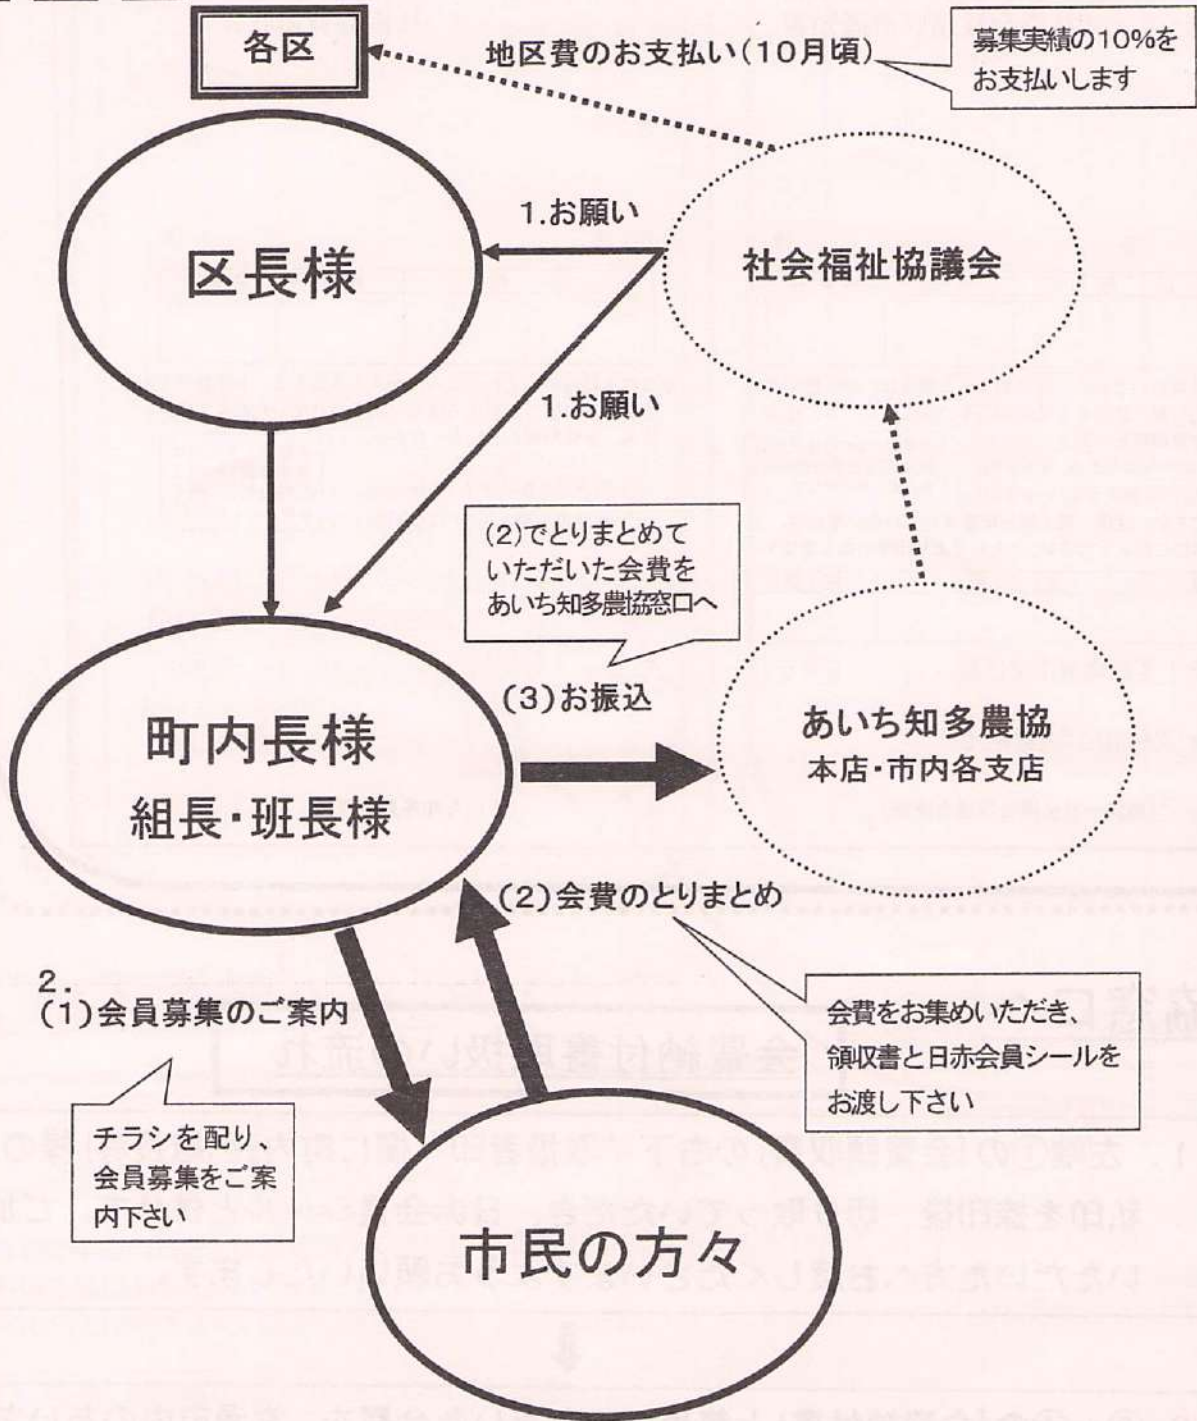 各区
地区費のお支払い(10月頃)
募集実績の10%を
お支払いします
1.お願い
区長様
社会福祉協議会
1.お願い
(2)でとりまとめて
いただいた会費を
あいち知多農協窓口へ
(3)お振込
町内長様
組長・班長様
あいち知多農協
本店・市内各支店
(2)会費のとりまとめ
2.
(1)会員募集のご案内
会費をお集めいただき、
領収書と日赤会員シールを
お渡し下さい
チラシを配り、
会員募集をご案
内下さい
市民の方々